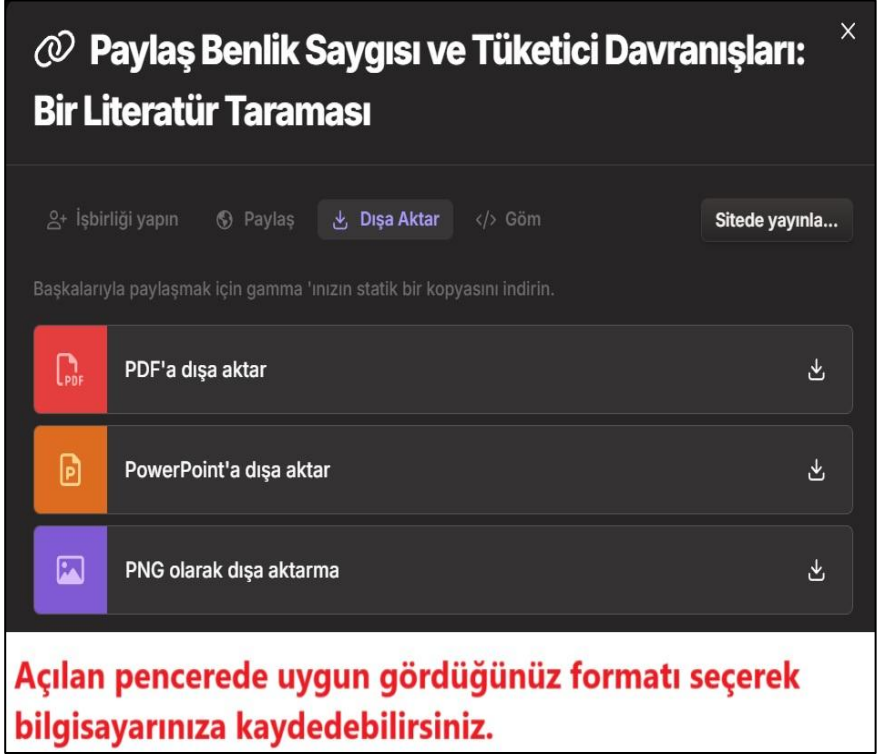 Paylaş Benlik Saygısı ve Tüketici Davranışları:
Bir Literatür Taraması
İşbirliği yapın Paylaş Dışa Aktar </> Göm Sitede yayınla...
Başkalarıyla paylaşmak için gamma 'ınızın statik bir kopyasını indirin.
PDF PDF'a dışa aktar
P PowerPoint'a dışa aktar
PNG olarak dışa aktarma
Açılan pencerede uygun gördüğünüz formatı seçerek
bilgisayarınıza kaydedebilirsiniz.